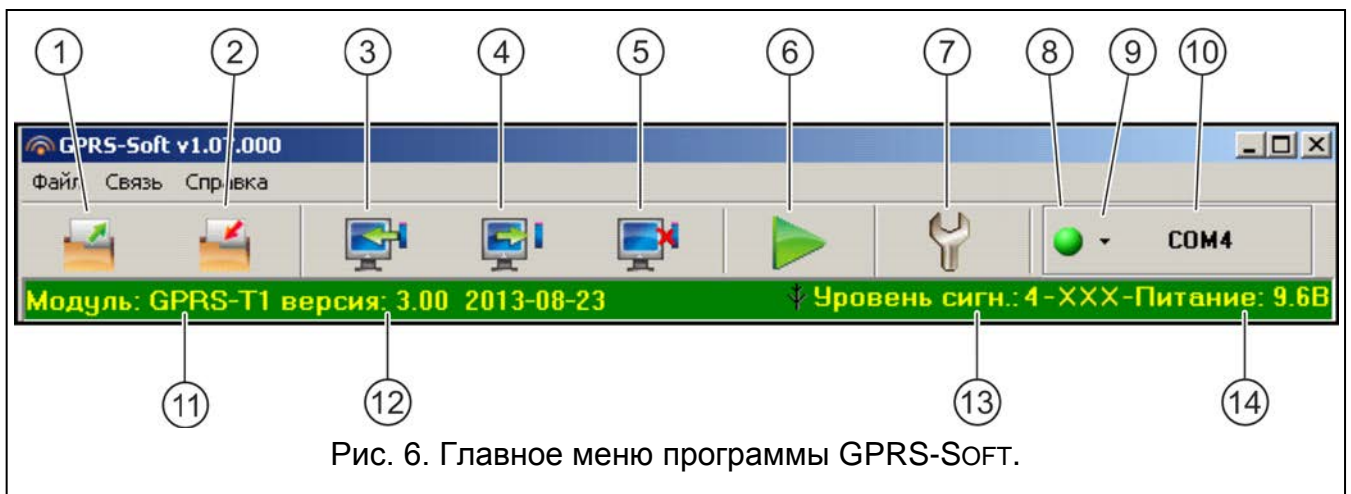 1 2 3 4 5 6 7 8 9 10
GPRS-Soft v1.07.000
Файл Связь Справка
COM4
Модуль: GPRS-T1 версия: 3.00 2013-08-23 Уровень сигн.: 4-XXX-Питание: 9.6В
11 12 13 14
Рис. 6. Главное меню программы GPRS-SOFT.